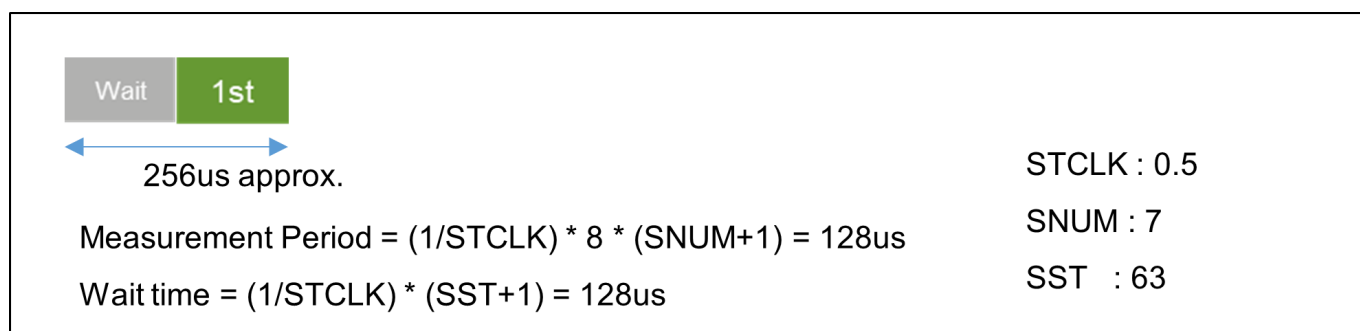 Wait 1st
256us approx.
Measurement Period = (1/STCLK) * 8 * (SNUM+1) = 128us
Wait time = (1/STCLK) * (SST+1) = 128us
STCLK : 0.5
SNUM : 7
SST : 63